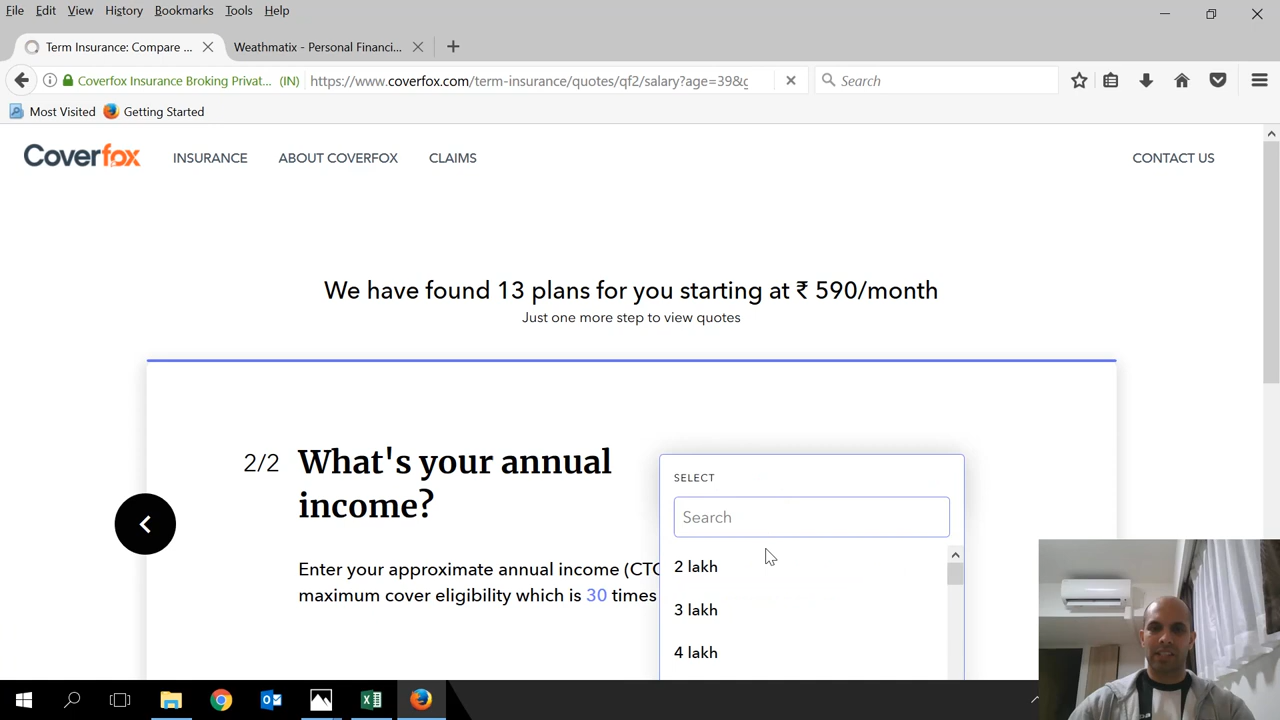 File Edit View History Bookmarks Tools Help
Term Insurance: Compare ... Weathmatix - Personal Financi...
Coverfox Insurance Broking Privat... (IN) https://www.coverfox.com/term-insurance/quotes/qf2/salary?age=39&g Search
Most Visited Getting Started
Coverfox INSURANCE ABOUT COVERFOX CLAIMS CONTACT US
We have found 13 plans for you starting at ₹ 590/month
Just one more step to view quotes
2/2 What's your annual
income?
Enter your approximate annual income (CTC
maximum cover eligibility which is 30 times
SELECT
Search
2 lakh
3 lakh
4 lakh